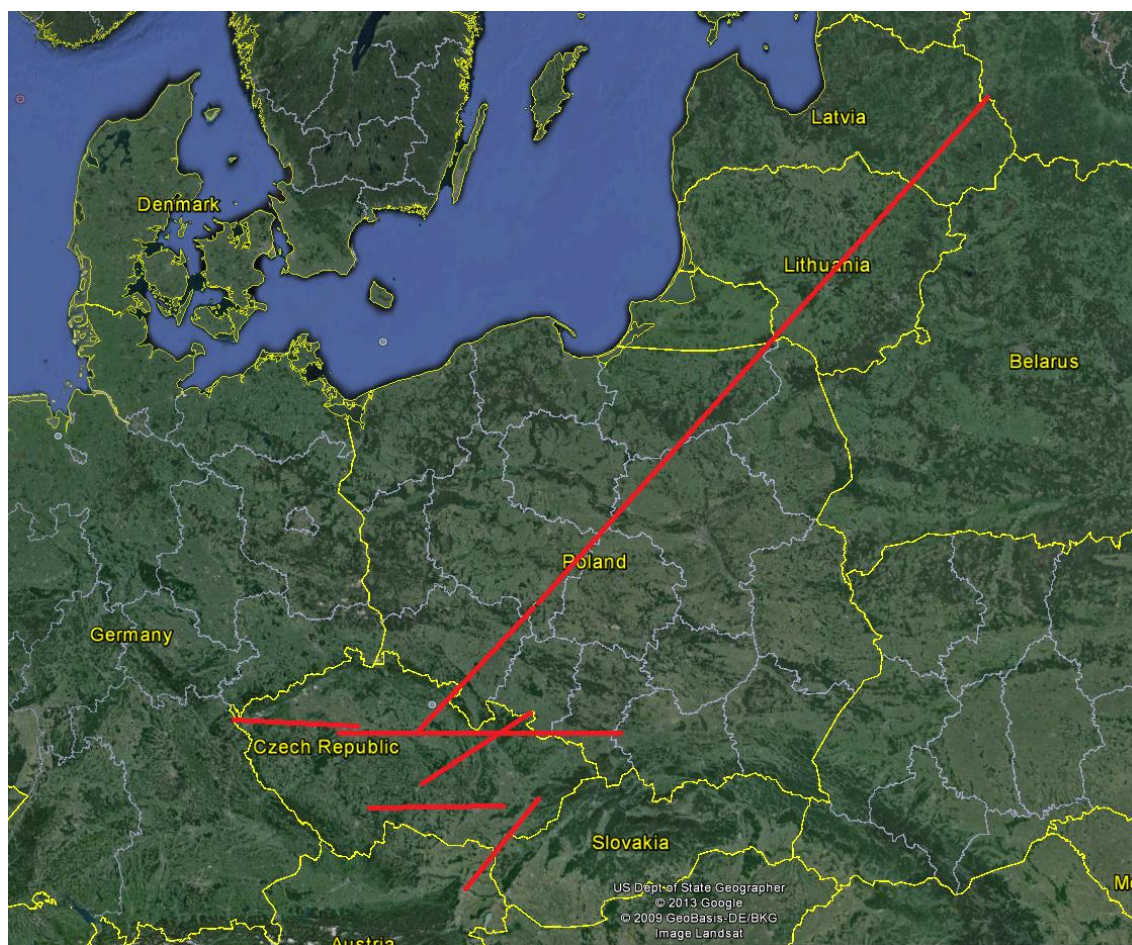 Latvia
Denmark
Lithuania
Belarus
Poland
Germany
Czech Republic
Slovakia
US Dept of State Geographer
© 2013 Google
© 2009 GeoBasis-DE/BKG
Image Landsat
Austria